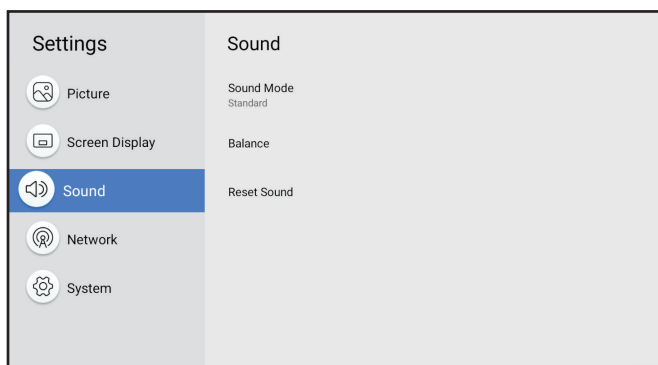 Settings
Picture
Screen Display
Sound
Network
System
Sound
Sound Mode
Standard
Balance
Reset Sound